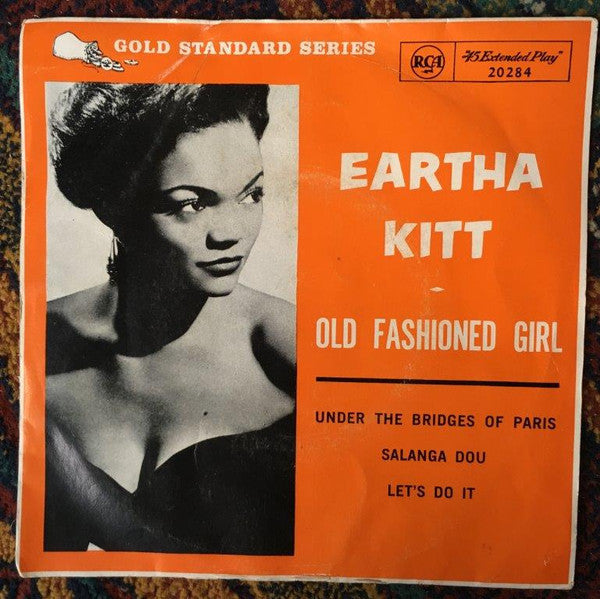 GOLD STANDARD SERIES
RCA
"45 Extended Play"
20284
EARTHA
KITT
OLD FASHIONED GIRL
UNDER THE BRIDGES OF PARIS
SALANGA DOU
LET'S DO IT